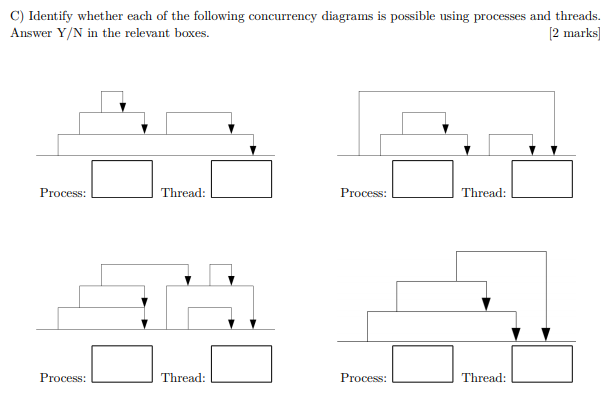 C) Identify whether each of the following concurrency diagrams is possible using processes and threads.
Answer Y/N in the relevant boxes. [2 marks]
Process: Thread: Process: Thread:
Process: Thread: Process: Thread: